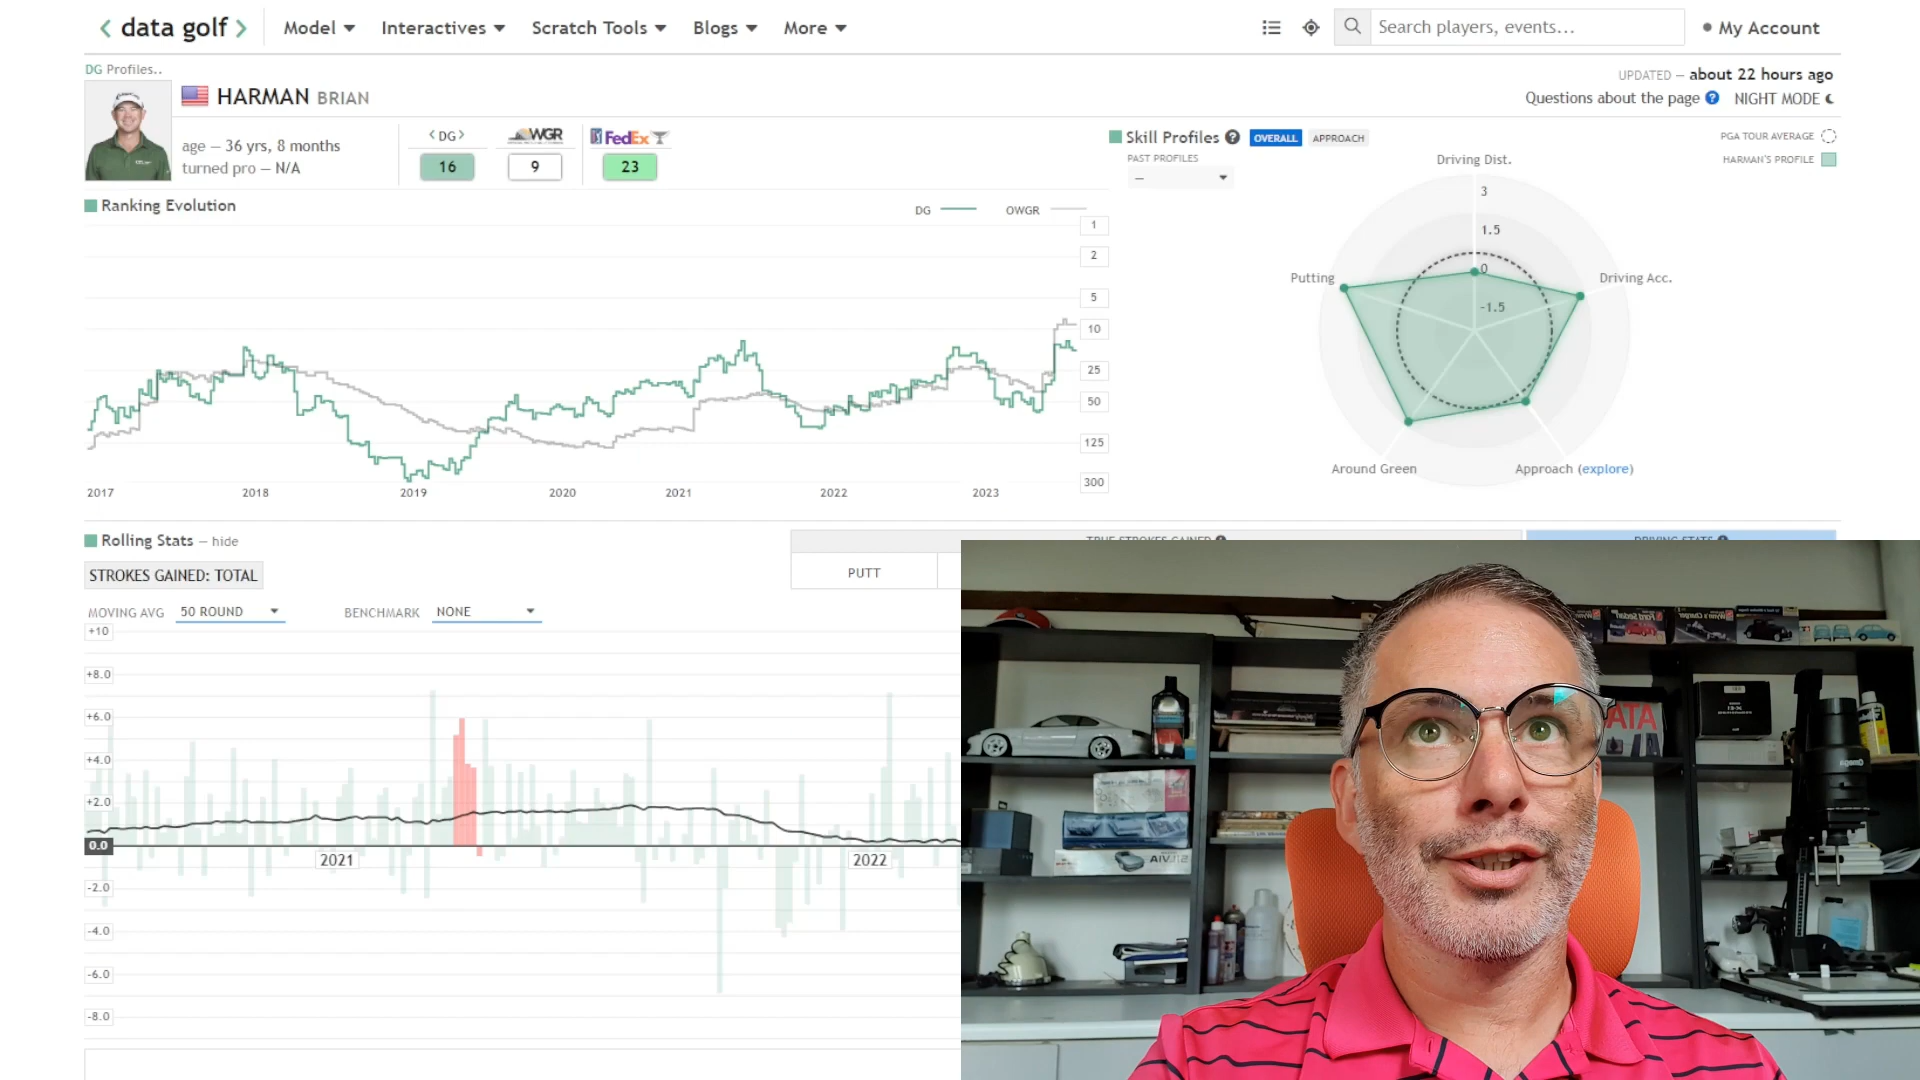 data golf
Model
Interactives
Scratch Tools
Blogs
More
Search players, events...
My Account
DG Profiles..
UPDATED — about 22 hours ago
HARMAN BRIAN
Questions about the page ? NIGHT MODE
age — 36 yrs, 8 months
turned pro — N/A
DG
16
OWGR
9
FedEx
23
Skill Profiles ? OVERALL APPROACH
PAST PROFILES
—
PGA TOUR AVERAGE
HARMAN'S PROFILE
Ranking Evolution
DG
OWGR
1
2
5
10
25
50
125
300
2017
2018
2019
2020
2021
2022
2023
Driving Dist.
3
1.5
0
-1.5
Putting
Driving Acc.
Around Green
Approach (explore)
Rolling Stats — hide
TRUE STROKES GAINED
DRIVING STATS
STROKES GAINED: TOTAL
PUTT
MOVING AVG 50 ROUND
BENCHMARK NONE
+10
+8.0
+6.0
+4.0
+2.0
0.0
-2.0
-4.0
-6.0
-8.0
2021
2022